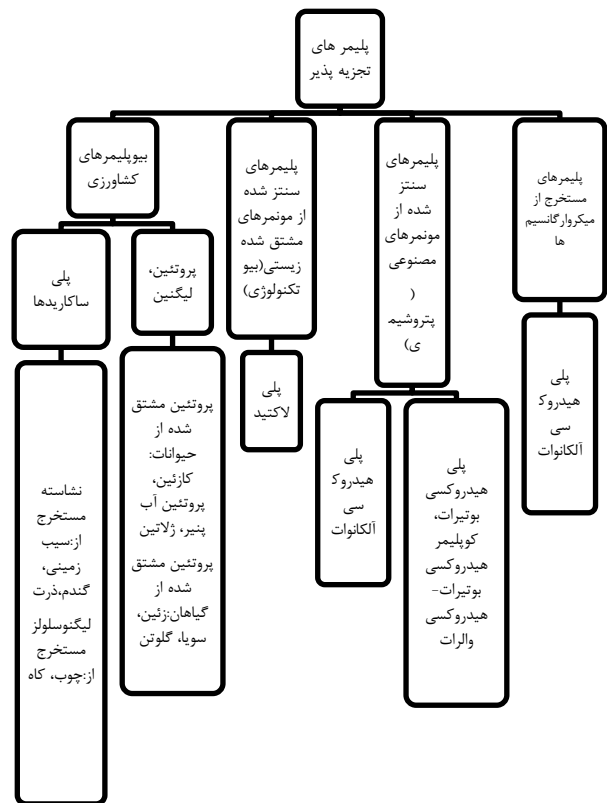 پلیمر های
تجزیه پذیر
پلیمرهای
مستخرج از
میکروارگانسیم
ها
پلی
هیدروک
سی
آلکانوات
پلیمرهای
سنتز
شده از
مونمرهای
مصنوعی
(
پتروشیم
ی)
پلی
هیدروکسی
بوتیرات،
کوپلیمر
هیدروکسی
بوتیرات-
هیدروکسی
والرات
پلی
هیدروک
سی
آلکانوات
پلیمرهای
سنتز شده
از مونمرهای
مشتق شده
زیستی(بیو
تکنولوژی)
پلی
لاکتید
بیوپلیمرهای
کشاورزی
پروتئین،
لیگنین
پروتئین مشتق
شده از
حیوانات:
کازئین،
پروتئین آب
پنیر، ژلاتین
پروتئین مشتق
شده از
گیاهان:زئین،
سویا، گلوتن
پلی
ساکاریدها
نشاسته
مستخرج
از:سیب
زمینی،
گندم،ذرت
لیگنوسلولز
مستخرج
از:چوب، کاه